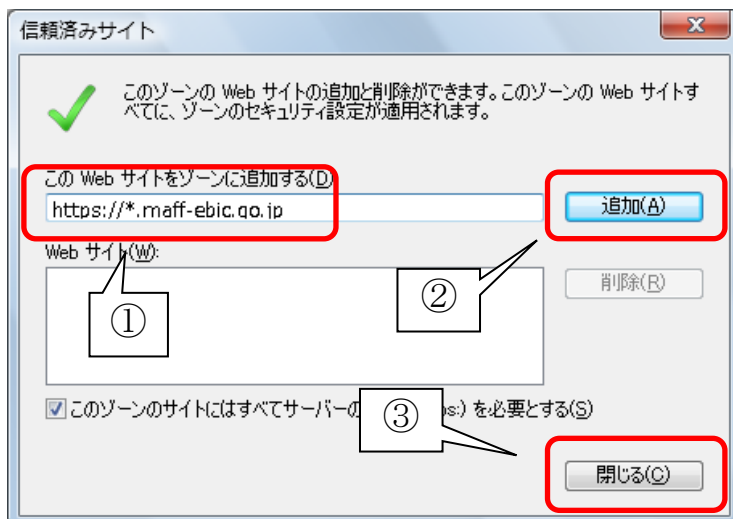 信頼済みサイト
このゾーンの Web サイトの追加と削除ができます。このゾーンの Web サイトす
べてに、ゾーンのセキュリティ設定が適用されます。
この Web サイトをゾーンに追加する(D)
https://*.maff-ebic.go.jp
追加(A)
Web サイト(W):
②
削除(R)
①
このゾーンのサイトにはすべてサーバーの
③
s:) を必要とする(S)
閉じる(C)